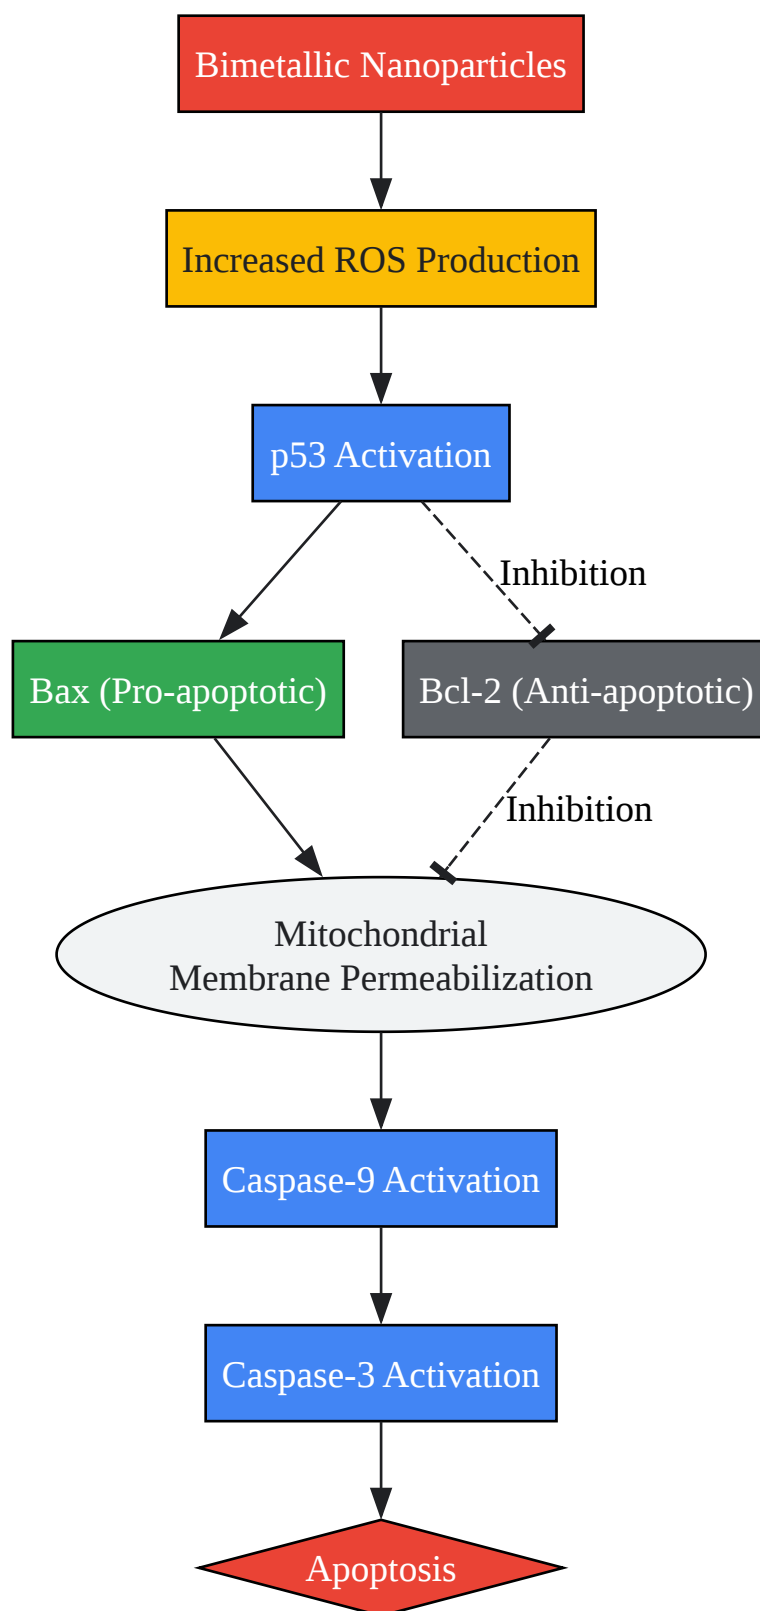 Bimetallic Nanoparticles
Increased ROS Production
p53 Activation
Inhibition
Bax (Pro-apoptotic)
Bcl-2 (Anti-apoptotic)
Inhibition
Mitochondrial
Membrane Permeabilization
Caspase-9 Activation
Caspase-3 Activation
Apoptosis